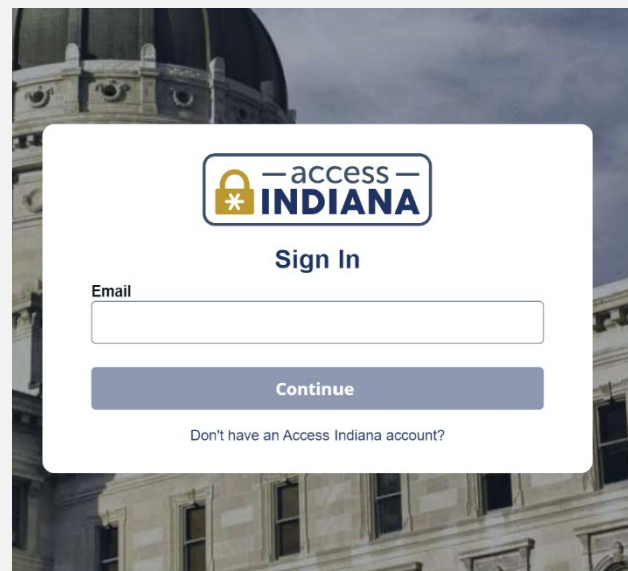 access
INDIANA
Sign In
Email
Continue
Don't have an Access Indiana account?